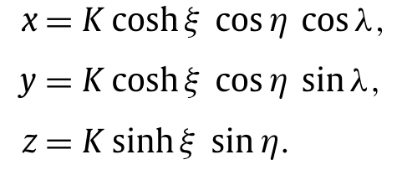 x = K cosh ξ cos η cos λ,
y = K cosh ξ cos η sin λ,
z = K sinh ξ sin η.